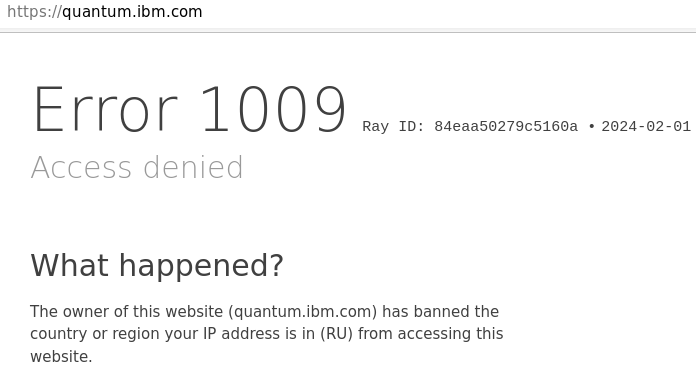 https://quantum.ibm.com
Error 1009 Ray ID: 84eaa50279c5160a • 2024-02-01
Access denied
What happened?
The owner of this website (quantum.ibm.com) has banned the
country or region your IP address is in (RU) from accessing this
website.